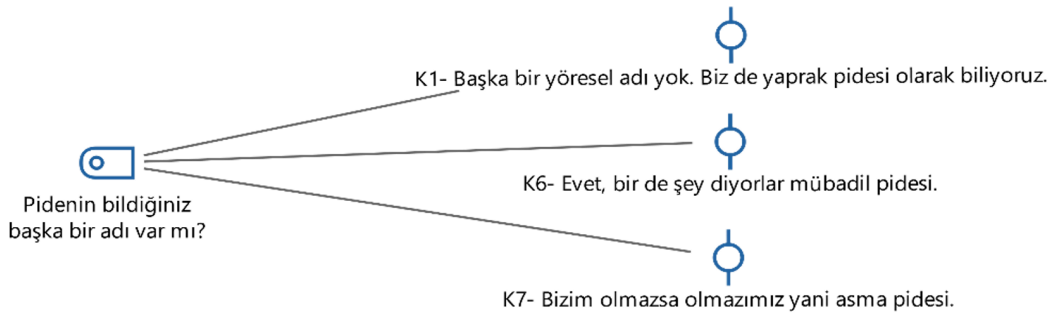 K1- Başka bir yöresel adı yok. Biz de yaprak pidesi olarak biliyoruz.
K6- Evet, bir de şey diyorlar mübadil pidesi.
Pidenin bildiğiniz
başka bir adı var mı?
K7- Bizim olmazsa olmazımız yani asma pidesi.